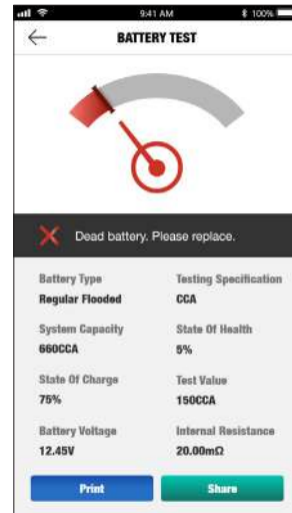 9:41 AM 100%
BATTERY TEST
Dead battery. Please replace.
Battery Type Testing Specification
Regular Flooded CCA
System Capacity State Of Health
660CCA 5%
State Of Charge Test Value
75% 150CCA
Battery Voltage Internal Resistance
12.45V 20.00mΩ
Print Share